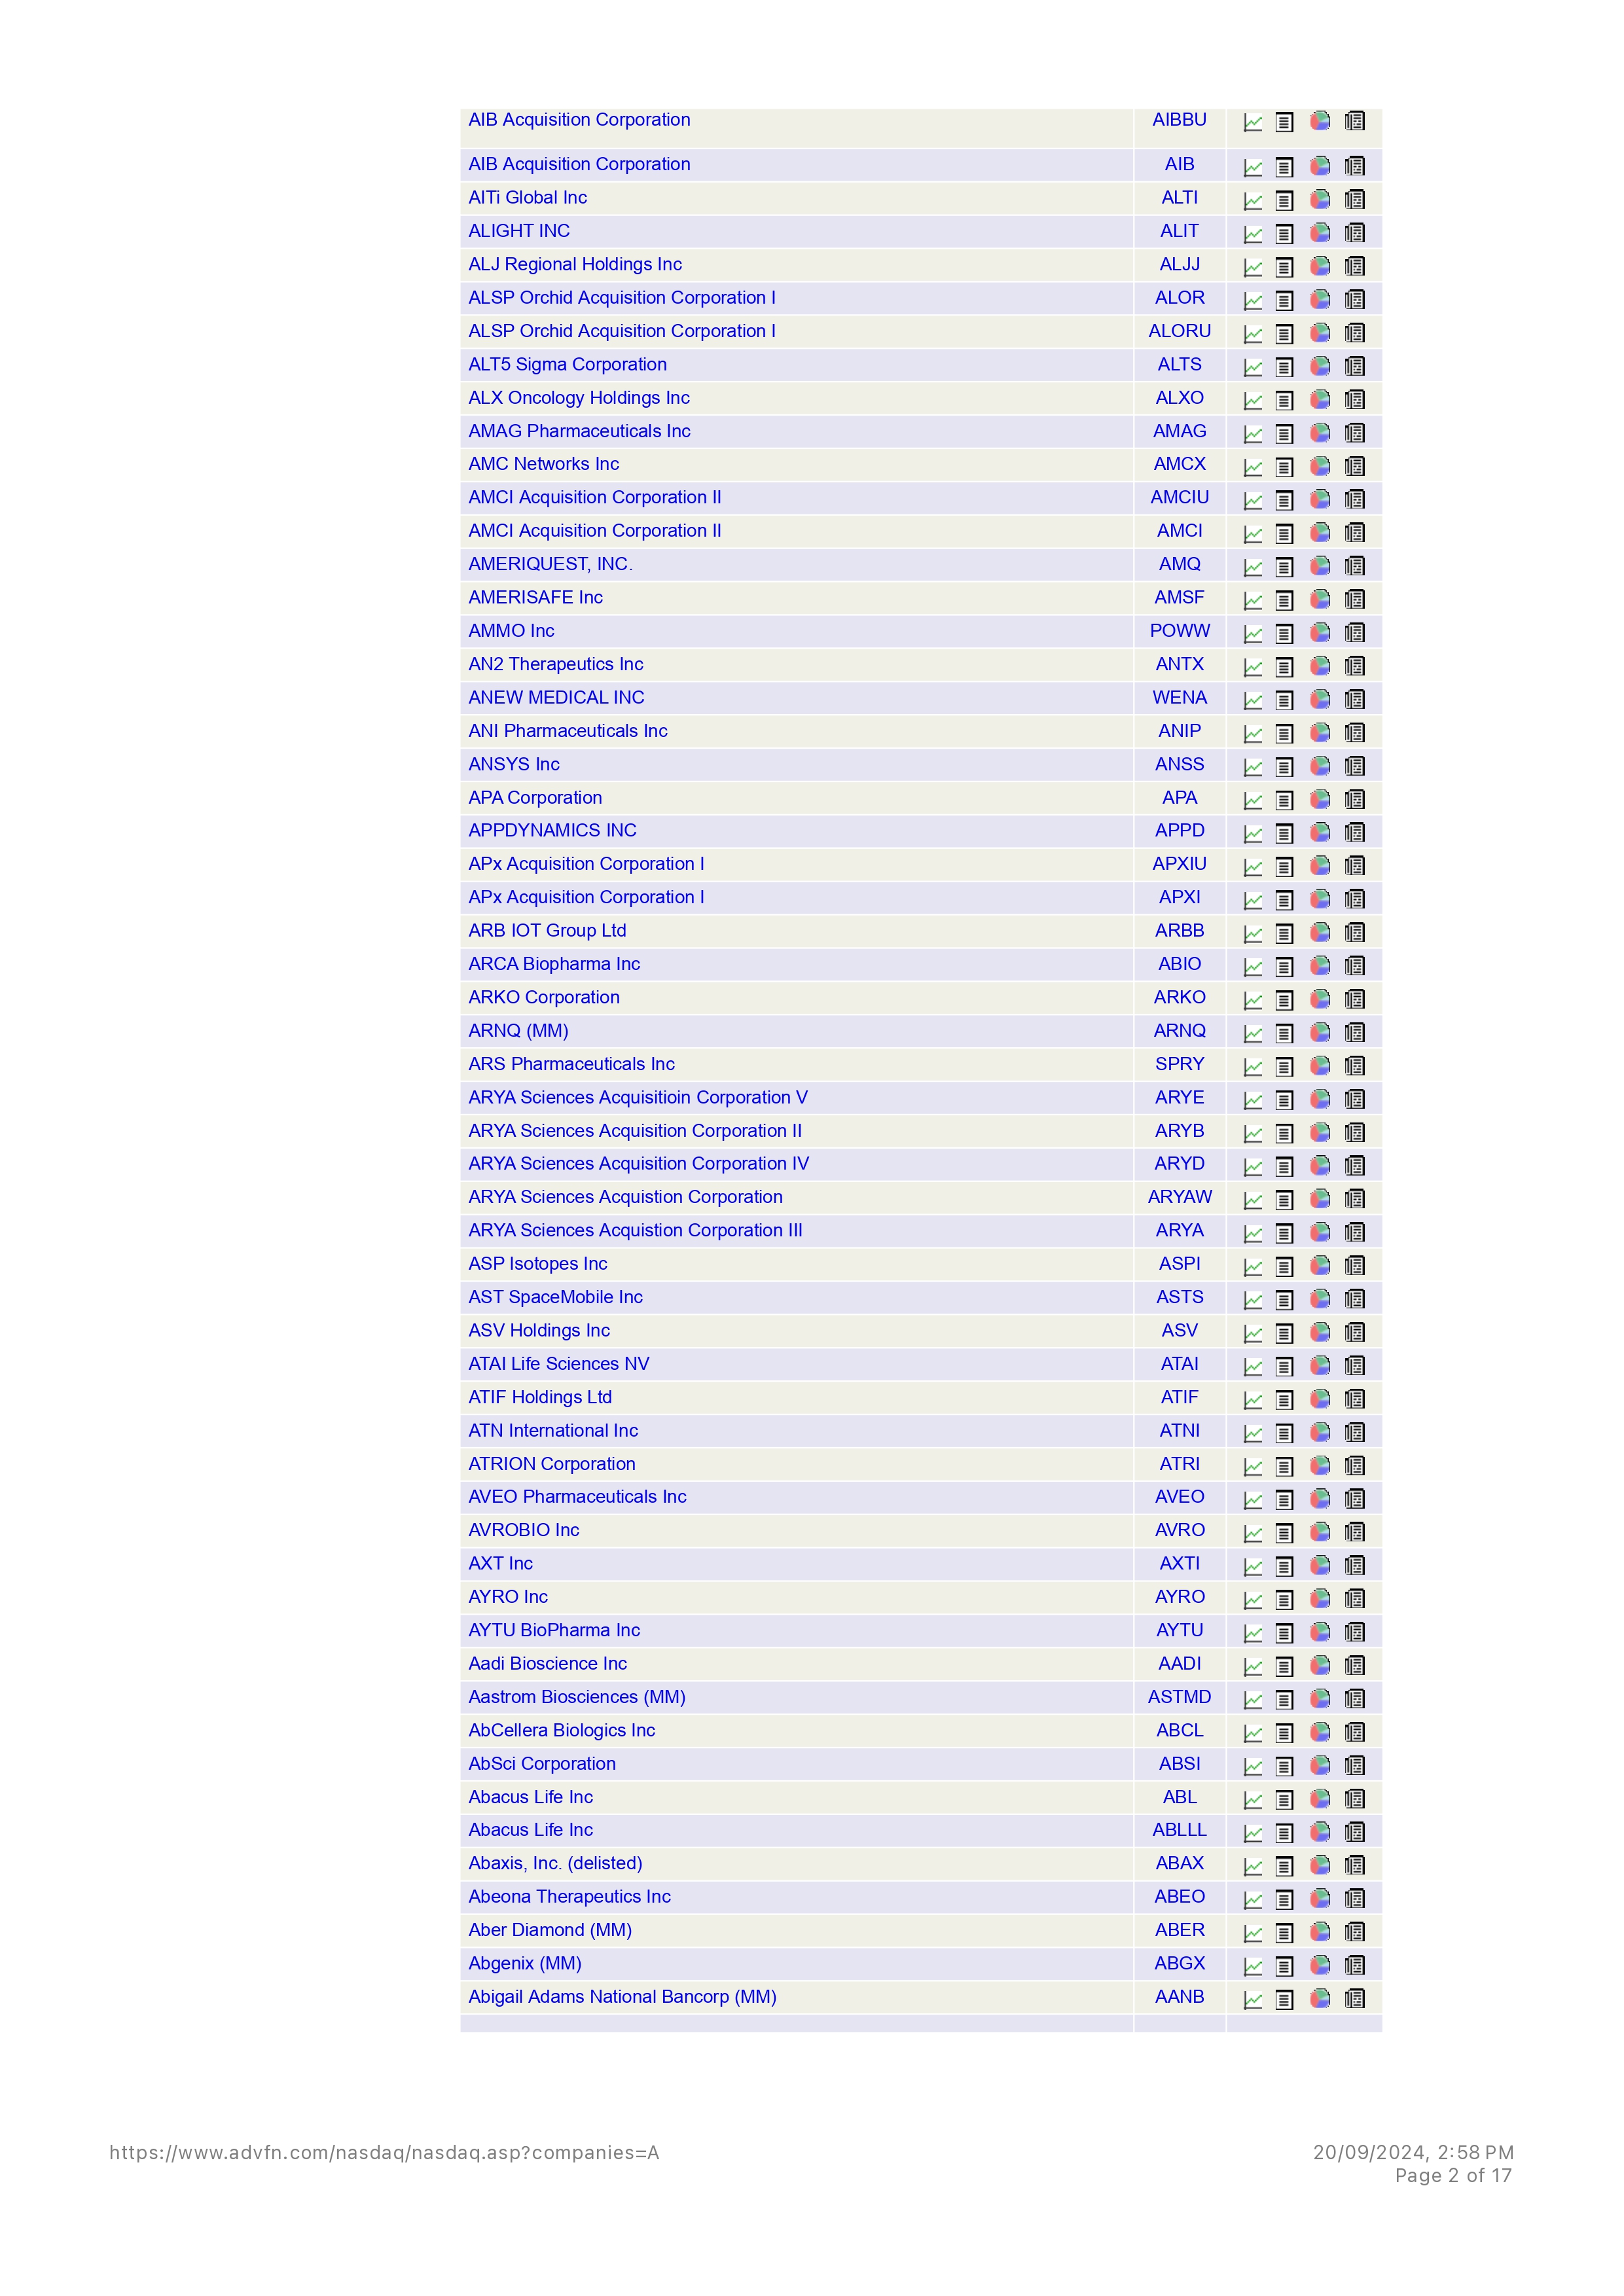 AIB Acquisition Corporation AIBBU
AIB Acquisition Corporation AIB
AlTi Global Inc ALTI
ALIGHT INC ALIT
ALJ Regional Holdings Inc ALJJ
ALSP Orchid Acquisition Corporation I ALOR
ALSP Orchid Acquisition Corporation I ALORU
ALT5 Sigma Corporation ALTS
ALX Oncology Holdings Inc ALXO
AMAG Pharmaceuticals Inc AMAG
AMC Networks Inc AMCX
AMCI Acquisition Corporation II AMCIU
AMCI Acquisition Corporation II AMCI
AMERIQUEST, INC. AMQ
AMERISAFE Inc AMSF
AMMO Inc POWW
AN2 Therapeutics Inc ANTX
ANEW MEDICAL INC WENA
ANI Pharmaceuticals Inc ANIP
ANSYS Inc ANSS
APA Corporation APA
APPDYNAMICS INC APPD
APx Acquisition Corporation I APXIU
APx Acquisition Corporation I APXI
ARB IOT Group Ltd ARBB
ARCA Biopharma Inc ABIO
ARKO Corporation ARKO
ARNQ (MM) ARNQ
ARS Pharmaceuticals Inc SPRY
ARYA Sciences Acquisitioin Corporation V ARYE
ARYA Sciences Acquisition Corporation II ARYB
ARYA Sciences Acquisition Corporation IV ARYD
ARYA Sciences Acquistion Corporation ARYAW
ARYA Sciences Acquistion Corporation III ARYA
ASP Isotopes Inc ASPI
AST SpaceMobile Inc ASTS
ASV Holdings Inc ASV
ATAI Life Sciences NV ATAI
ATIF Holdings Ltd ATIF
ATN International Inc ATNI
ATRION Corporation ATRI
AVEO Pharmaceuticals Inc AVEO
AVROBIO Inc AVRO
AXT Inc AXTI
AYRO Inc AYRO
AYTU BioPharma Inc AYTU
Aadi Bioscience Inc AADI
Aastrom Biosciences (MM) ASTMD
AbCellera Biologics Inc ABCL
AbSci Corporation ABSI
Abacus Life Inc ABL
Abacus Life Inc ABLLL
Abaxis, Inc. (delisted) ABAX
Abeona Therapeutics Inc ABEO
Aber Diamond (MM) ABER
Abgenix (MM) ABGX
Abigail Adams National Bancorp (MM) AANB
https://www.advfn.com/nasdaq/nasdaq.asp?companies=A 20/09/2024, 2:58 PM
Page 2 of 17